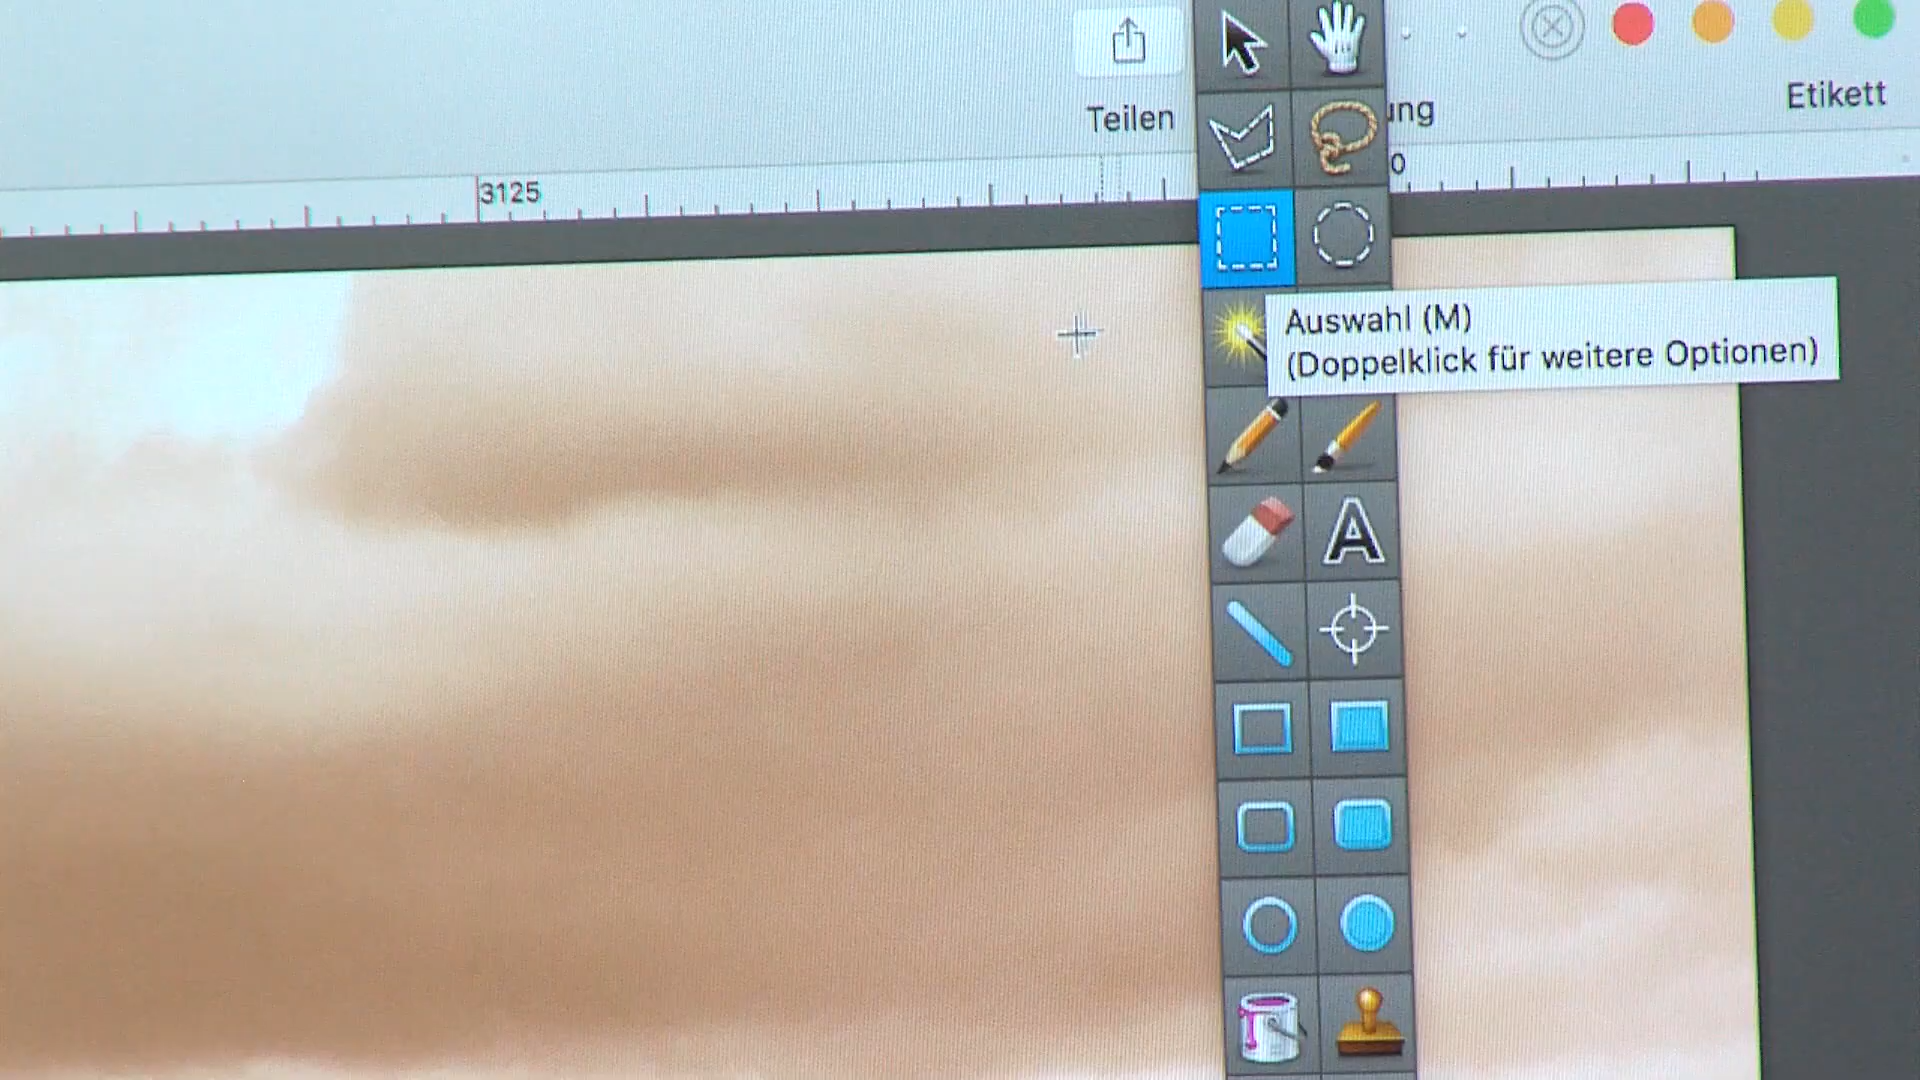 Teilen
ung
Etikett
3125
0
Auswahl (M)
(Doppelklick für weitere Optionen)
A